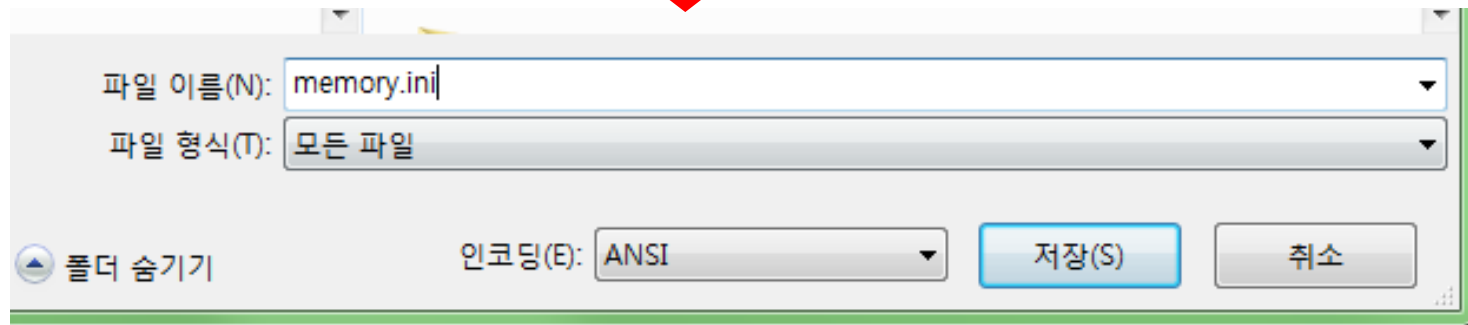 파일 이름(N): memory.ini
파일 형식(T): 모든 파일
폴더 숨기기 인코딩(E): ANSI 저장(S) 취소